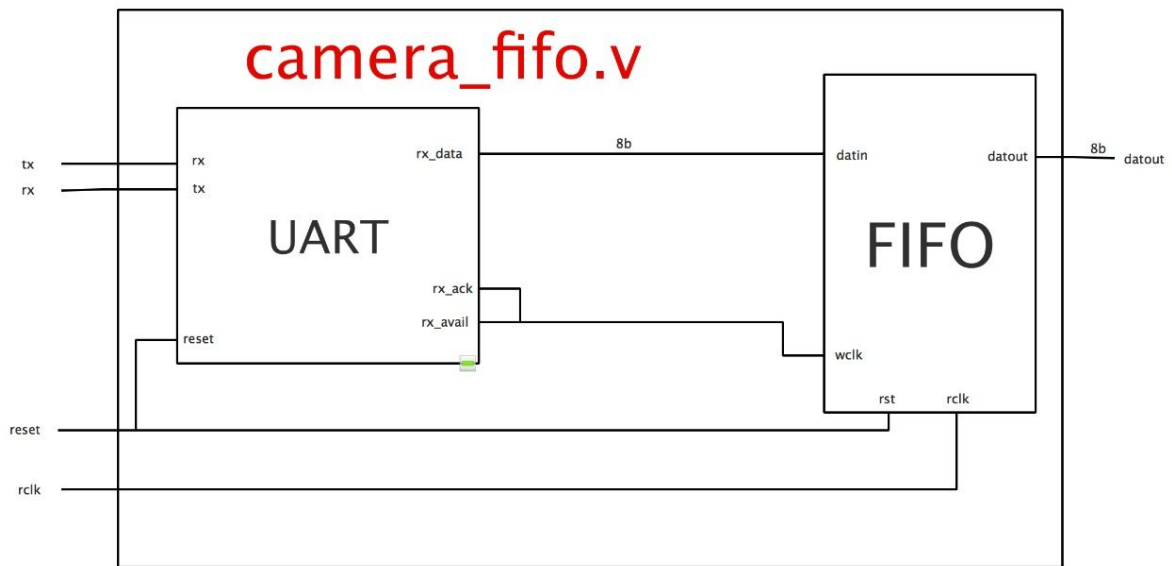 camera_fifo.v
tx
rx
reset
rclk
rx
tx
UART
reset
rx_data
rx_ack
rx_avail
8b
datin
datout
FIFO
wclk
rst
rclk
8b
datout